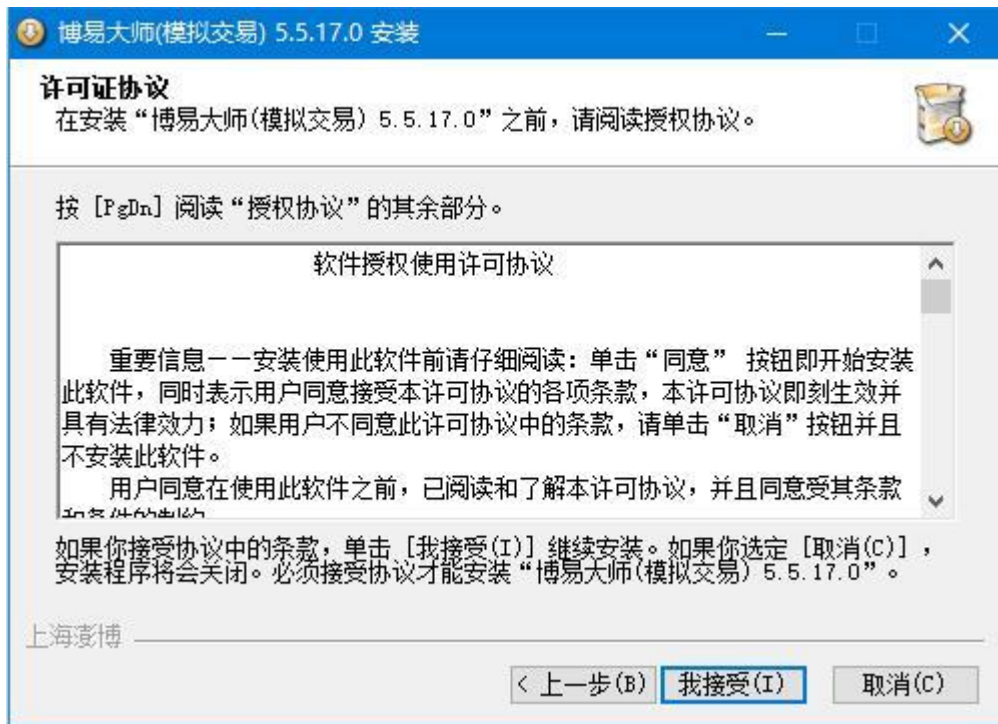 博易大师(模拟交易) 5.5.17.0 安装
许可证协议
在安装“博易大师(模拟交易) 5.5.17.0”之前，请阅读授权协议。
按 [PgDn] 阅读“授权协议”的其余部分。
软件授权使用许可协议
重要信息－－安装使用此软件前请仔细阅读：单击“同意” 按钮即开始安装
此软件，同时表示用户同意接受本许可协议的各项条款，本许可协议即刻生效并
具有法律效力；如果用户不同意此许可协议中的条款，请单击“取消”按钮并且
不安装此软件。
用户同意在使用此软件之前，已阅读和了解本许可协议，并且同意受其条款
和条件的制约
如果你接受协议中的条款，单击 [我接受(I)] 继续安装。如果你选定 [取消(C)] ，
安装程序将会关闭。必须接受协议才能安装“博易大师(模拟交易) 5.5.17.0” 。
上海澎博
< 上一步(B)
我接受(I)
取消(C)